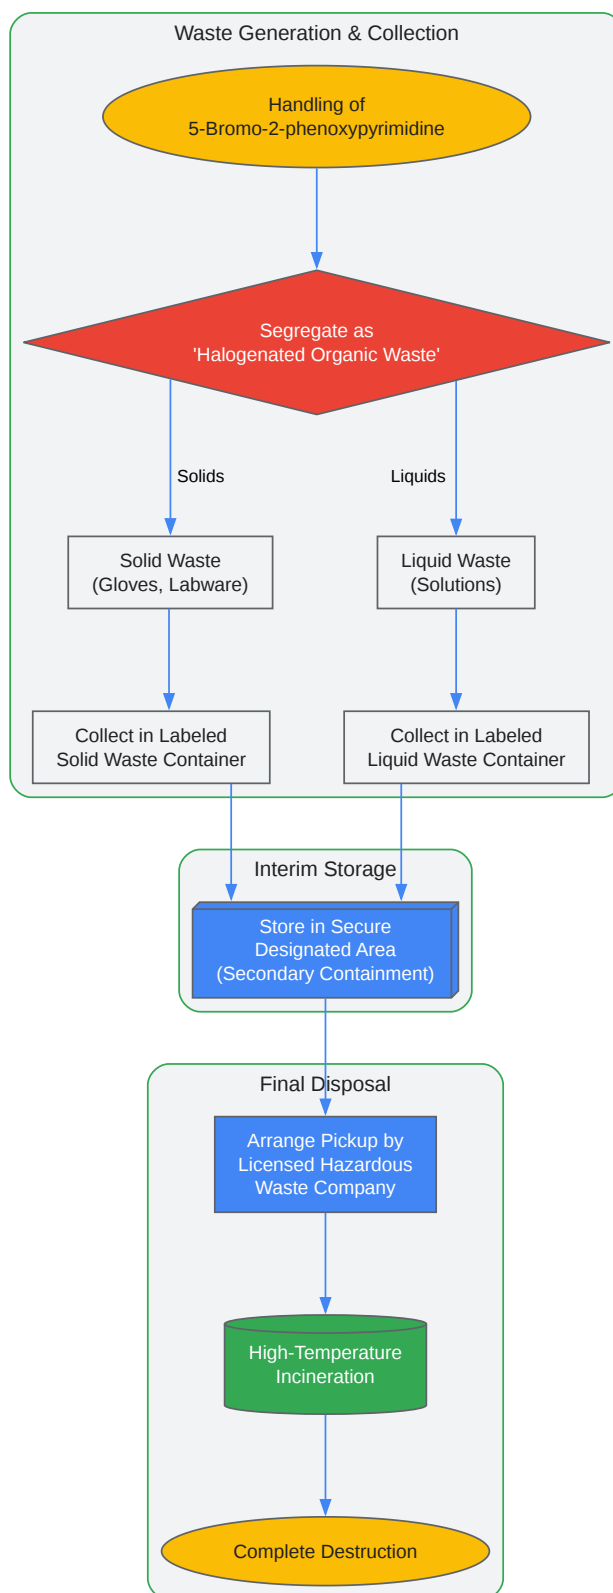 Waste Generation & Collection
Handling of
5-Bromo-2-phenoxypyrimidine
Segregate as
'Halogenated Organic Waste'
Solids
Liquids
Solid Waste
(Gloves, Labware)
Liquid Waste
(Solutions)
Collect in Labeled
Solid Waste Container
Collect in Labeled
Liquid Waste Container
Interim Storage
Store in Secure
Designated Area
(Secondary Containment)
Final Disposal
Arrange Pickup by
Licensed Hazardous
Waste Company
High-Temperature
Incineration
Complete Destruction